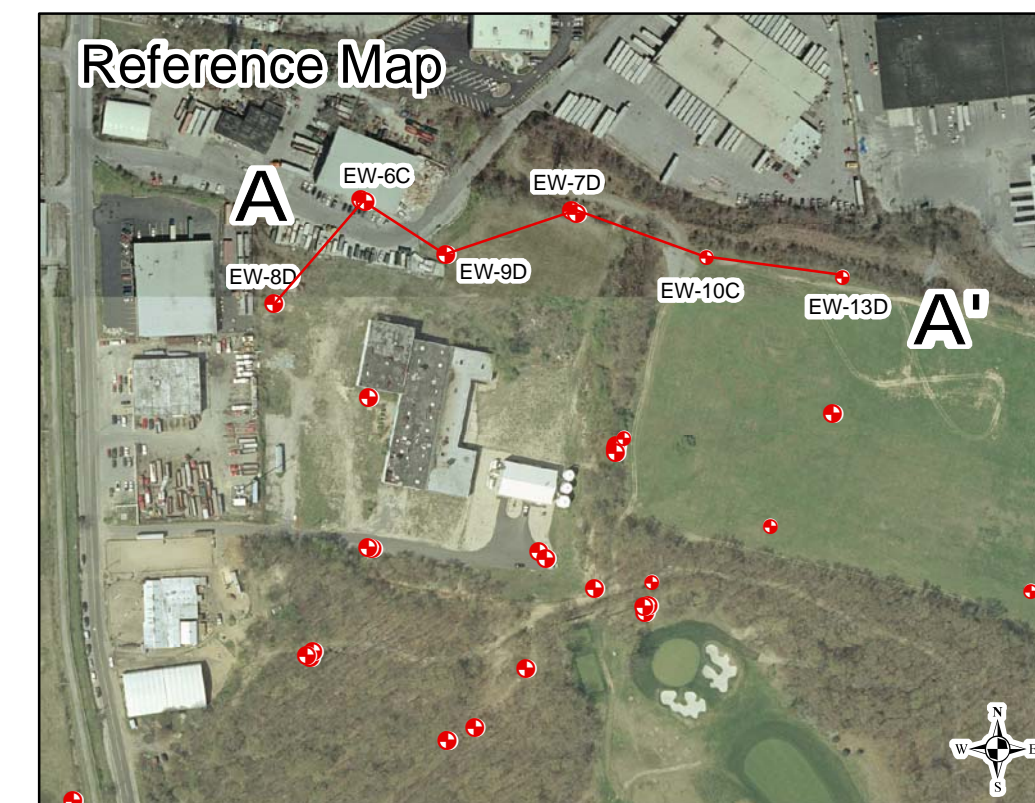 Reference Map
A
EW-6C
EW-7D
EW-8D
EW-9D
EW-10C
EW-13D
A'
N
W
E
S